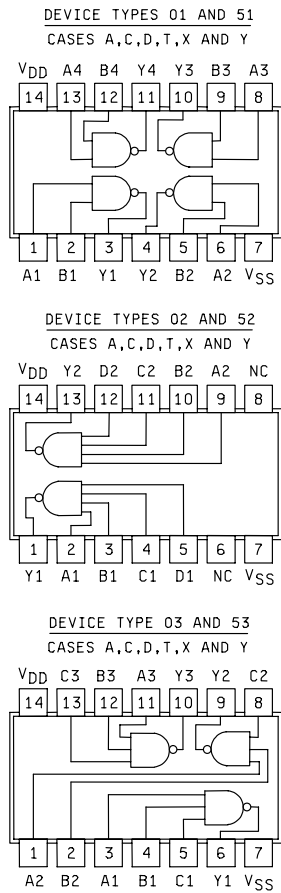 DEVICE TYPES 01 AND 51
CASES A,C,D,T,X AND Y
VDD A4 B4 Y4 Y3 B3 A3
14 13 12 11 10 9 8
1 2 3 4 5 6 7
A1 B1 Y1 Y2 B2 A2 VSS
DEVICE TYPES 02 AND 52
CASES A,C,D,T,X AND Y
VDD Y2 D2 C2 B2 A2 NC
14 13 12 11 10 9 8
1 2 3 4 5 6 7
Y1 A1 B1 C1 D1 NC VSS
DEVICE TYPE 03 AND 53
CASES A,C,D,T,X AND Y
VDD C3 B3 A3 Y3 Y2 C2
14 13 12 11 10 9 8
1 2 3 4 5 6 7
A2 B2 A1 B1 C1 Y1 VSS